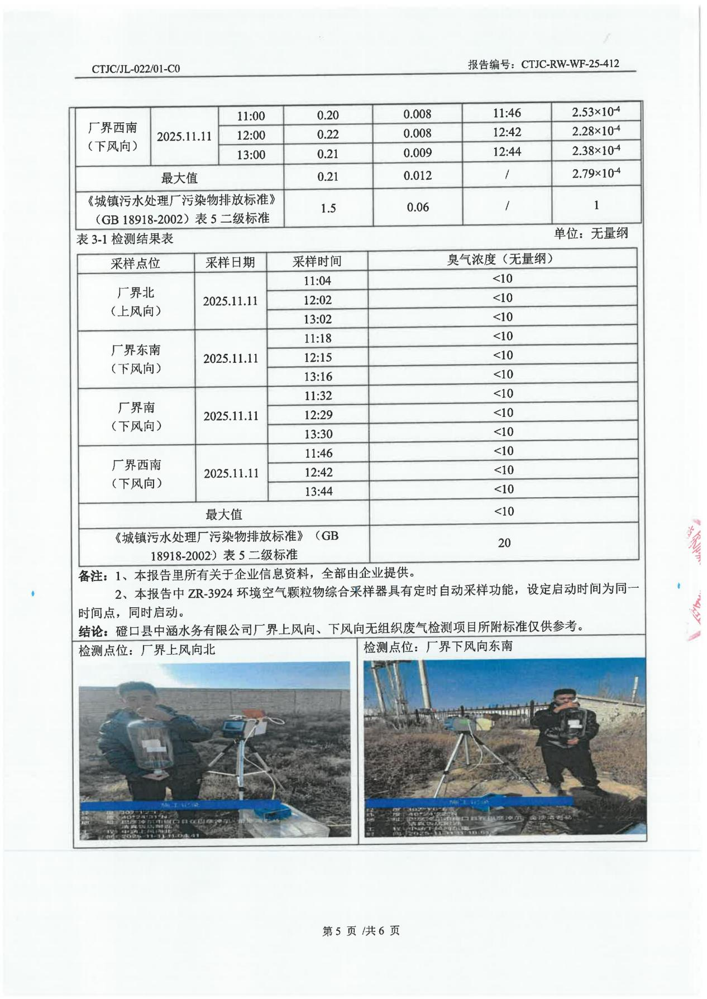 CTJC/JL-022/01-C0 报告编号：CTJC-RW-WF-25-412
厂界西南（下风向） 2025.11.11 11:00 0.20 0.008 11:46 2.53×10⁻⁴
12:00 0.22 0.008 12:42 2.28×10⁻⁴
13:00 0.21 0.009 12:44 2.38×10⁻⁴
最大值 0.21 0.012 / 2.79×10⁻⁴
《城镇污水处理厂污染物排放标准》
（GB 18918-2002）表 5 二级标准 1.5 0.06 / 1
表 3-1 检测结果表 单位：无量纲
采样点位 采样日期 采样时间 臭气浓度（无量纲）
厂界北（上风向） 2025.11.11 11:04 <10
12:02 <10
13:02 <10
厂界东南（下风向） 2025.11.11 11:18 <10
12:15 <10
13:16 <10
厂界南（下风向） 2025.11.11 11:32 <10
12:29 <10
13:30 <10
厂界西南（下风向） 2025.11.11 11:46 <10
12:42 <10
13:44 <10
最大值 <10
《城镇污水处理厂污染物排放标准》（GB
18918-2002）表 5 二级标准 20
备注：1、本报告里所有关于企业信息资料，全部由企业提供。
2、本报告中 ZR-3924 环境空气颗粒物综合采样器具有定时自动采样功能，设定启动时间为同一
时间点，同时启动。
结论：磴口县中涵水务有限公司厂界上风向、下风向无组织废气检测项目所附标准仅供参考。
检测点位：厂界上风向北 检测点位：厂界下风向东南
施工记录 施工记录
40°24'31"N
2025-11-11 11:04:41
第 5 页 /共 6 页